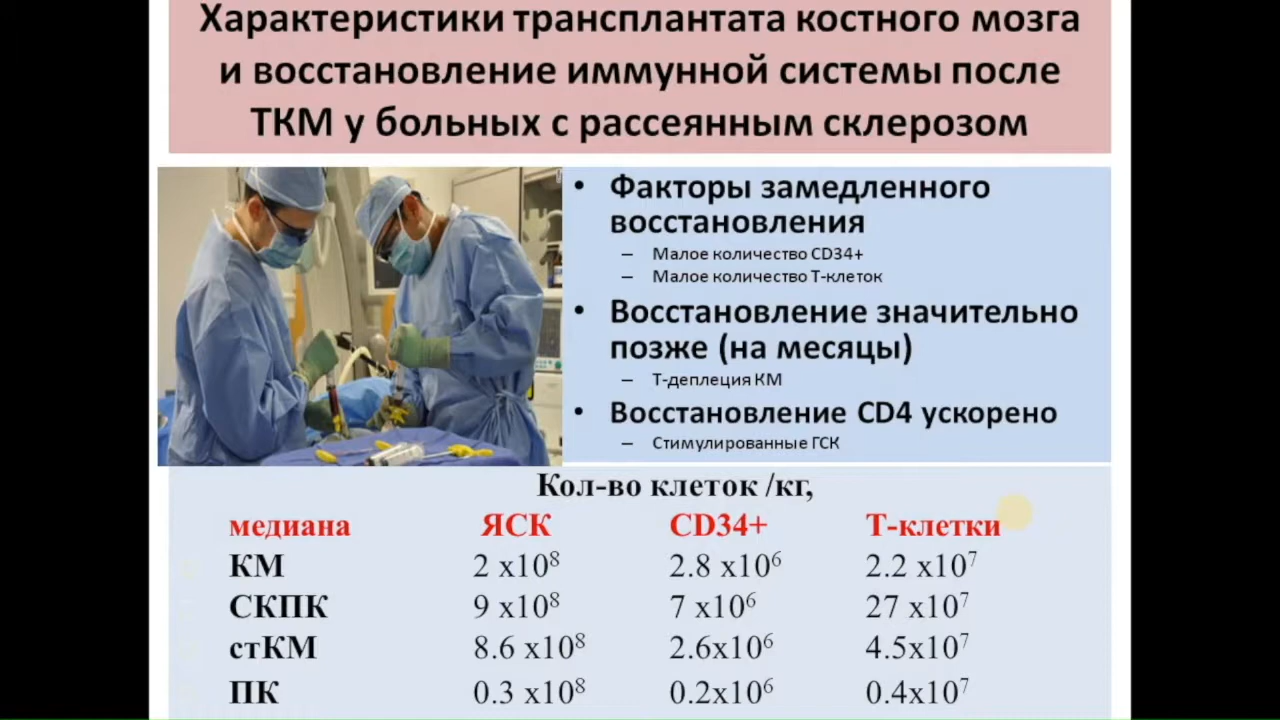 Характеристики трансплантата костного мозга
и восстановление иммунной системы после
ТКМ у больных с рассеянным склерозом
• Факторы замедленного
восстановления
– Малое количество CD34+
– Малое количество Т-клеток
• Восстановление значительно
позже (на месяцы)
– Т-деплеция КМ
• Восстановление CD4 ускорено
– Стимулированные ГСК
Кол-во клеток /кг,
медиана ЯСК CD34+ Т-клетки
КМ 2 x10⁸ 2.8 x10⁶ 2.2 x10⁷
СКПК 9 x10⁸ 7 x10⁶ 27 x10⁷
стКМ 8.6 x10⁸ 2.6x10⁶ 4.5x10⁷
ПК 0.3 x10⁸ 0.2x10⁶ 0.4x10⁷